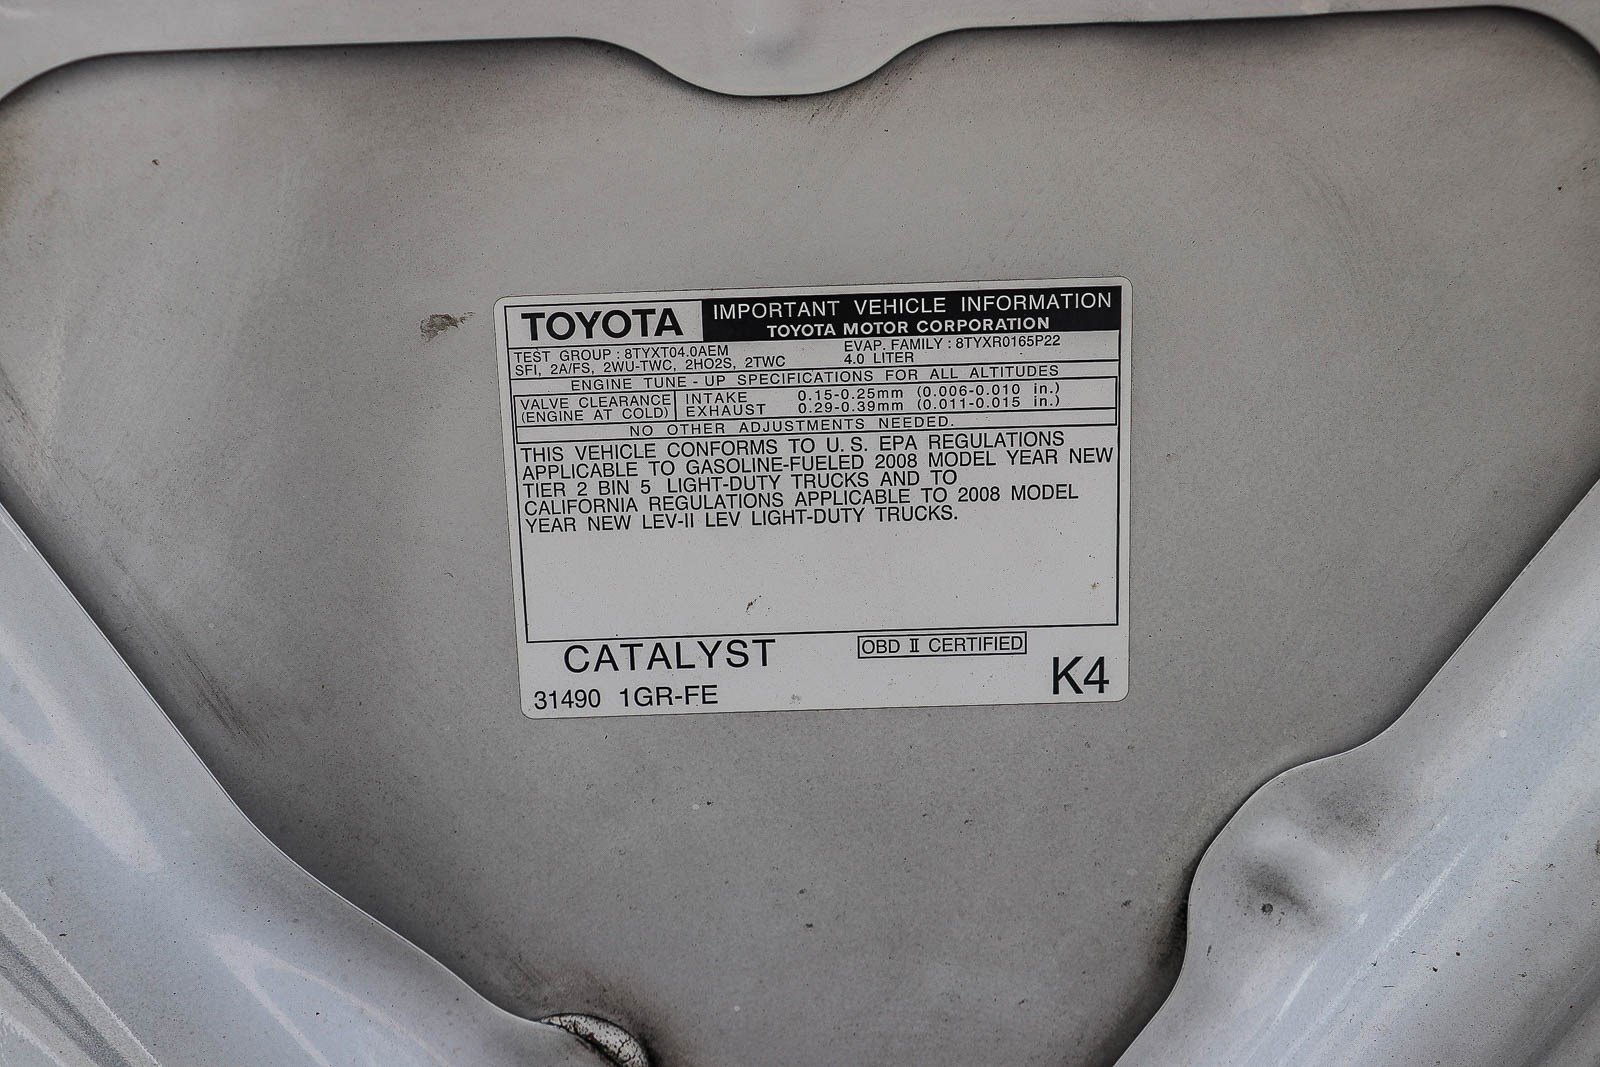 TOYOTA
IMPORTANT VEHICLE INFORMATION
TOYOTA MOTOR CORPORATION
TEST GROUP : 8TYXT04.0AEM
EVAP. FAMILY : 8TYXR0165P22
SFI, 2A/FS, 2WU-TWC, 2HO2S, 2TWC
4.0 LITER
ENGINE TUNE - UP SPECIFICATIONS FOR ALL ALTITUDES
VALVE CLEARANCE INTAKE 0.15-0.25mm (0.006-0.010 in.)
(ENGINE AT COLD) EXHAUST 0.29-0.39mm (0.011-0.015 in.)
NO OTHER ADJUSTMENTS NEEDED.
THIS VEHICLE CONFORMS TO U.S. EPA REGULATIONS
APPLICABLE TO GASOLINE-FUELED 2008 MODEL YEAR NEW
TIER 2 BIN 5 LIGHT-DUTY TRUCKS AND TO
CALIFORNIA REGULATIONS APPLICABLE TO 2008 MODEL
YEAR NEW LEV-II LEV LIGHT-DUTY TRUCKS.
CATALYST
OBD II CERTIFIED
31490 1GR-FE
K4